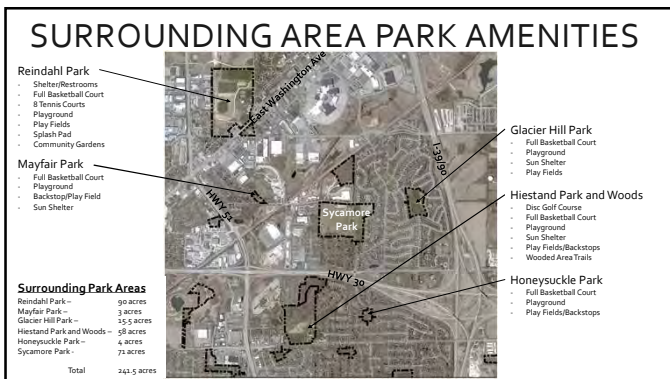 SURROUNDING AREA PARK AMENITIES
Reindahl Park
- Shelter/Restrooms
- Full Basketball Court
- 8 Tennis Courts
- Playground
- Play Fields
- Splash Pad
- Community Gardens
Mayfair Park
- Full Basketball Court
- Playground
- Backstop/Play Field
- Sun Shelter
East Washington Ave
HWY 51
Sycamore
Park
I-39/90
HWY 30
Glacier Hill Park
- Full Basketball Court
- Playground
- Sun Shelter
- Play Fields
Hiestand Park and Woods
- Disc Golf Course
- Full Basketball Court
- Playground
- Sun Shelter
- Play Fields/Backstops
- Wooded Area Trails
Honeysuckle Park
- Full Basketball Court
- Playground
- Play Fields/Backstops
Surrounding Park Areas
Reindahl Park – 90 acres
Mayfair Park – 3 acres
Glacier Hill Park – 15.5 acres
Hiestand Park and Woods – 58 acres
Honeysuckle Park – 4 acres
Sycamore Park - 71 acres
Total 241.5 acres